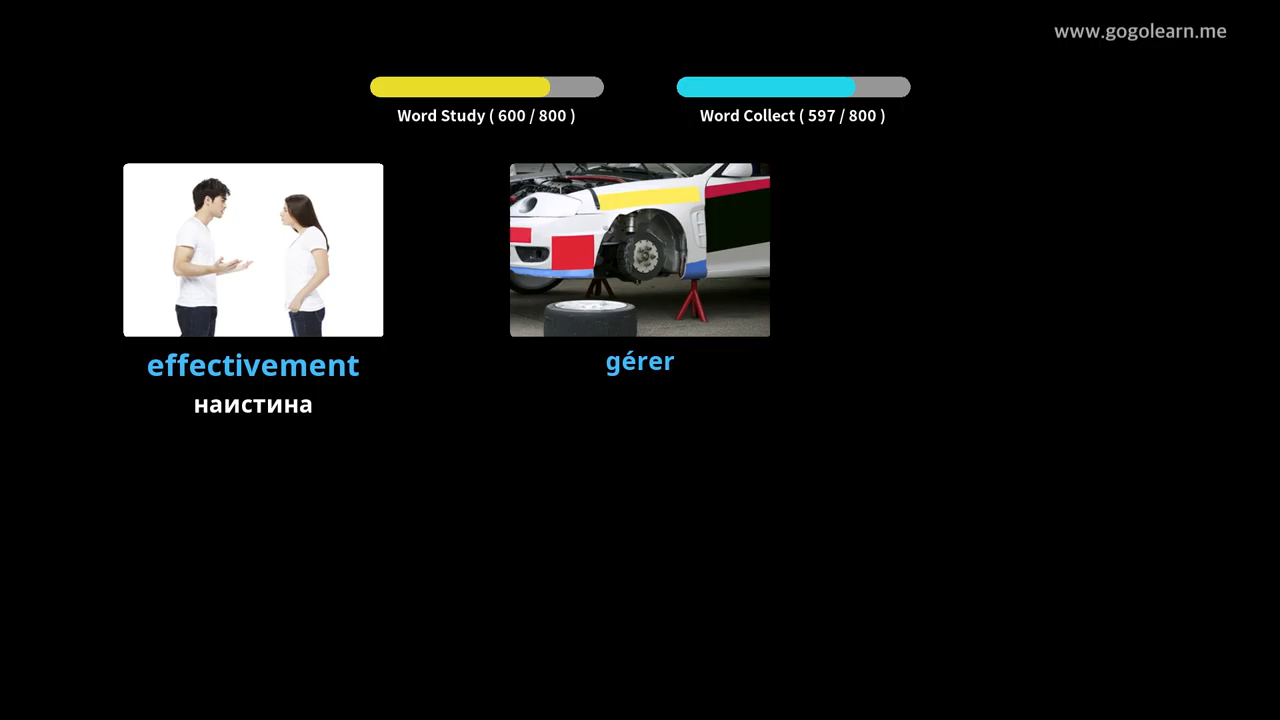 www.gogolearn.me
Word Study ( 600 / 800 )
Word Collect ( 597 / 800 )
effectivement
наистина
gérer